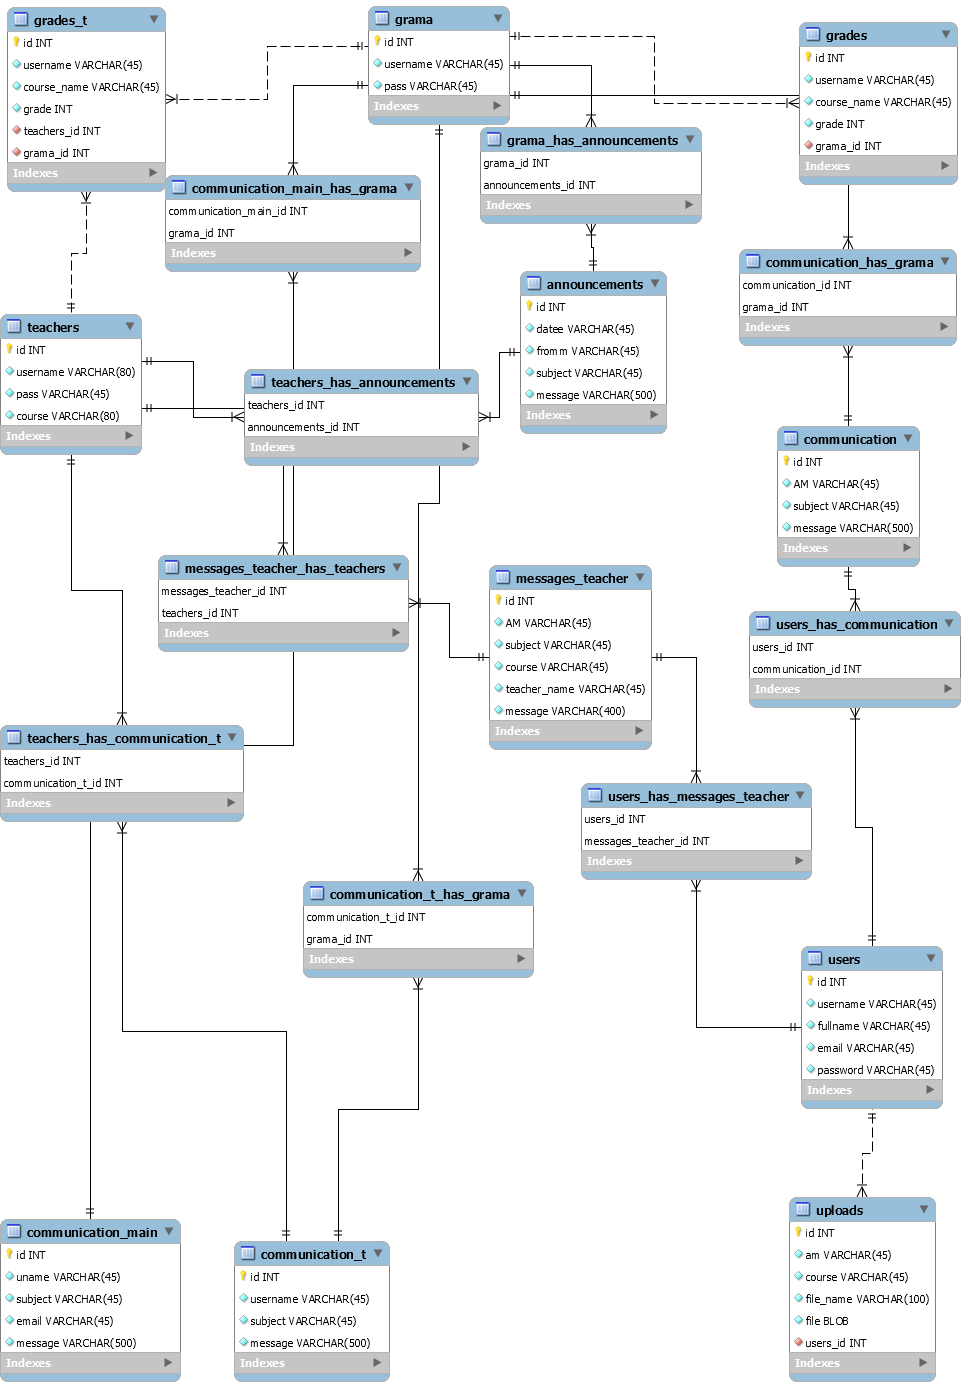 grades_t
id INT
username VARCHAR(45)
course_name VARCHAR(45)
grade INT
teachers_id INT
grama_id INT
Indexes
grama
id INT
username VARCHAR(45)
pass VARCHAR(45)
Indexes
grades
id INT
username VARCHAR(45)
course_name VARCHAR(45)
grade INT
grama_id INT
Indexes
grama_has_announcements
grama_id INT
announcements_id INT
Indexes
communication_main_has_grama
communication_main_id INT
grama_id INT
Indexes
communication_has_grama
communication_id INT
grama_id INT
Indexes
announcements
id INT
datee VARCHAR(45)
fromm VARCHAR(45)
subject VARCHAR(45)
message VARCHAR(500)
Indexes
teachers
id INT
username VARCHAR(80)
pass VARCHAR(45)
course VARCHAR(80)
Indexes
teachers_has_announcements
teachers_id INT
announcements_id INT
Indexes
communication
id INT
AM VARCHAR(45)
subject VARCHAR(45)
message VARCHAR(500)
Indexes
messages_teacher_has_teachers
messages_teacher_id INT
teachers_id INT
Indexes
messages_teacher
id INT
AM VARCHAR(45)
subject VARCHAR(45)
course VARCHAR(45)
teacher_name VARCHAR(45)
message VARCHAR(400)
Indexes
users_has_communication
users_id INT
communication_id INT
Indexes
teachers_has_communication_t
teachers_id INT
communication_t_id INT
Indexes
users_has_messages_teacher
users_id INT
messages_teacher_id INT
Indexes
communication_t_has_grama
communication_t_id INT
grama_id INT
Indexes
users
id INT
username VARCHAR(45)
fullname VARCHAR(45)
email VARCHAR(45)
password VARCHAR(45)
Indexes
uploads
id INT
am VARCHAR(45)
course VARCHAR(45)
file_name VARCHAR(100)
file BLOB
users_id INT
Indexes
communication_main
id INT
uname VARCHAR(45)
subject VARCHAR(45)
email VARCHAR(45)
message VARCHAR(500)
Indexes
communication_t
id INT
username VARCHAR(45)
subject VARCHAR(45)
message VARCHAR(500)
Indexes